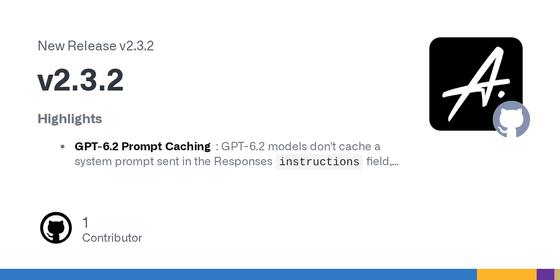 New Release v2.3.2
v2.3.2
Highlights
• GPT-6.2 Prompt Caching : GPT-6.2 models don't cache a
system prompt sent in the Responses instructions field,...
1
Contributor
A.